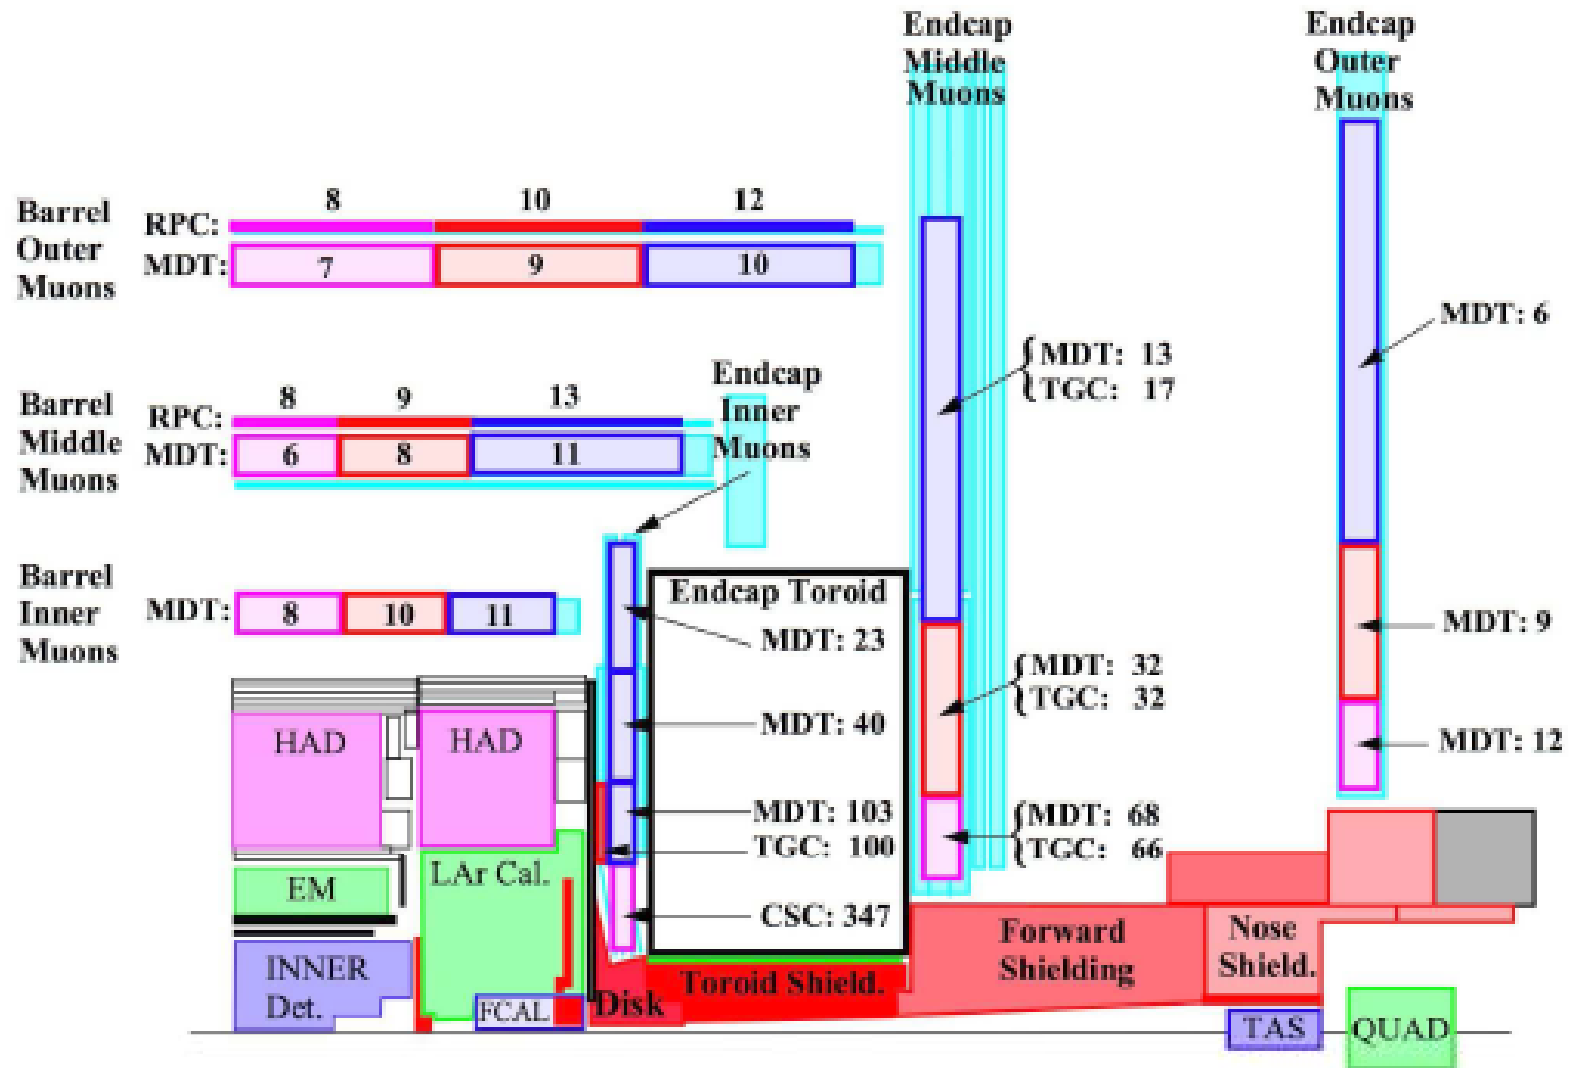 Endcap
Middle
Muons
Endcap
Outer
Muons
Barrel
Outer
Muons
8 10 12
RPC:
MDT: 7 9 10
MDT: 6
MDT: 13
TGC: 17
Endcap
Inner
Muons
Barrel
Middle
Muons
8 9 13
RPC:
MDT: 6 8 11
Barrel
Inner
Muons
MDT: 8 10 11
Endcap Toroid
MDT: 23
MDT: 40
MDT: 103
TGC: 100
CSC: 347
MDT: 32
TGC: 32
MDT: 68
TGC: 66
MDT: 9
MDT: 12
HAD
HAD
EM
LAr Cal.
INNER
Det.
FCAL
Disk
Toroid Shield.
Forward
Shielding
Nose
Shield.
TAS
QUAD